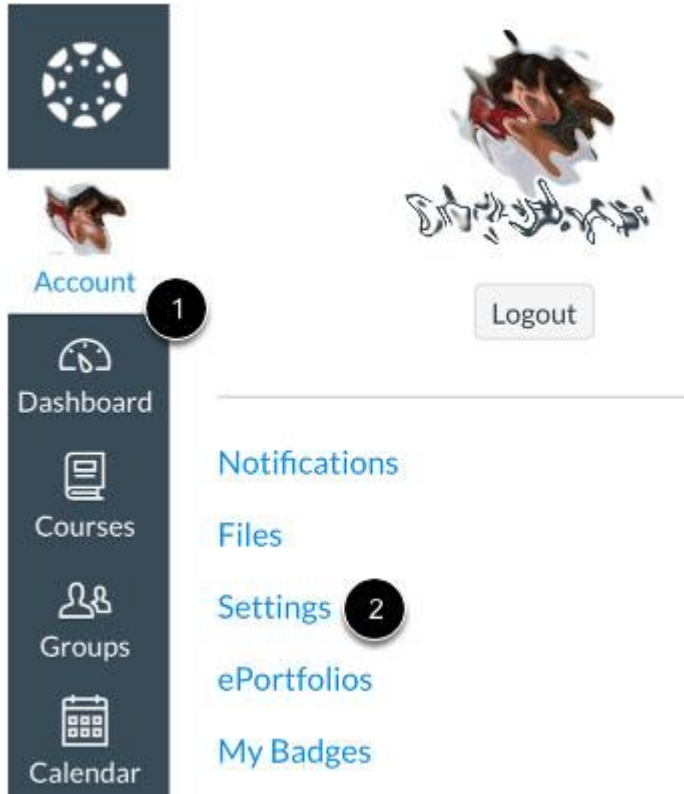 Account
1
Dashboard
Courses
Groups
Calendar
Logout
Notifications
Files
Settings 2
ePortfolios
My Badges